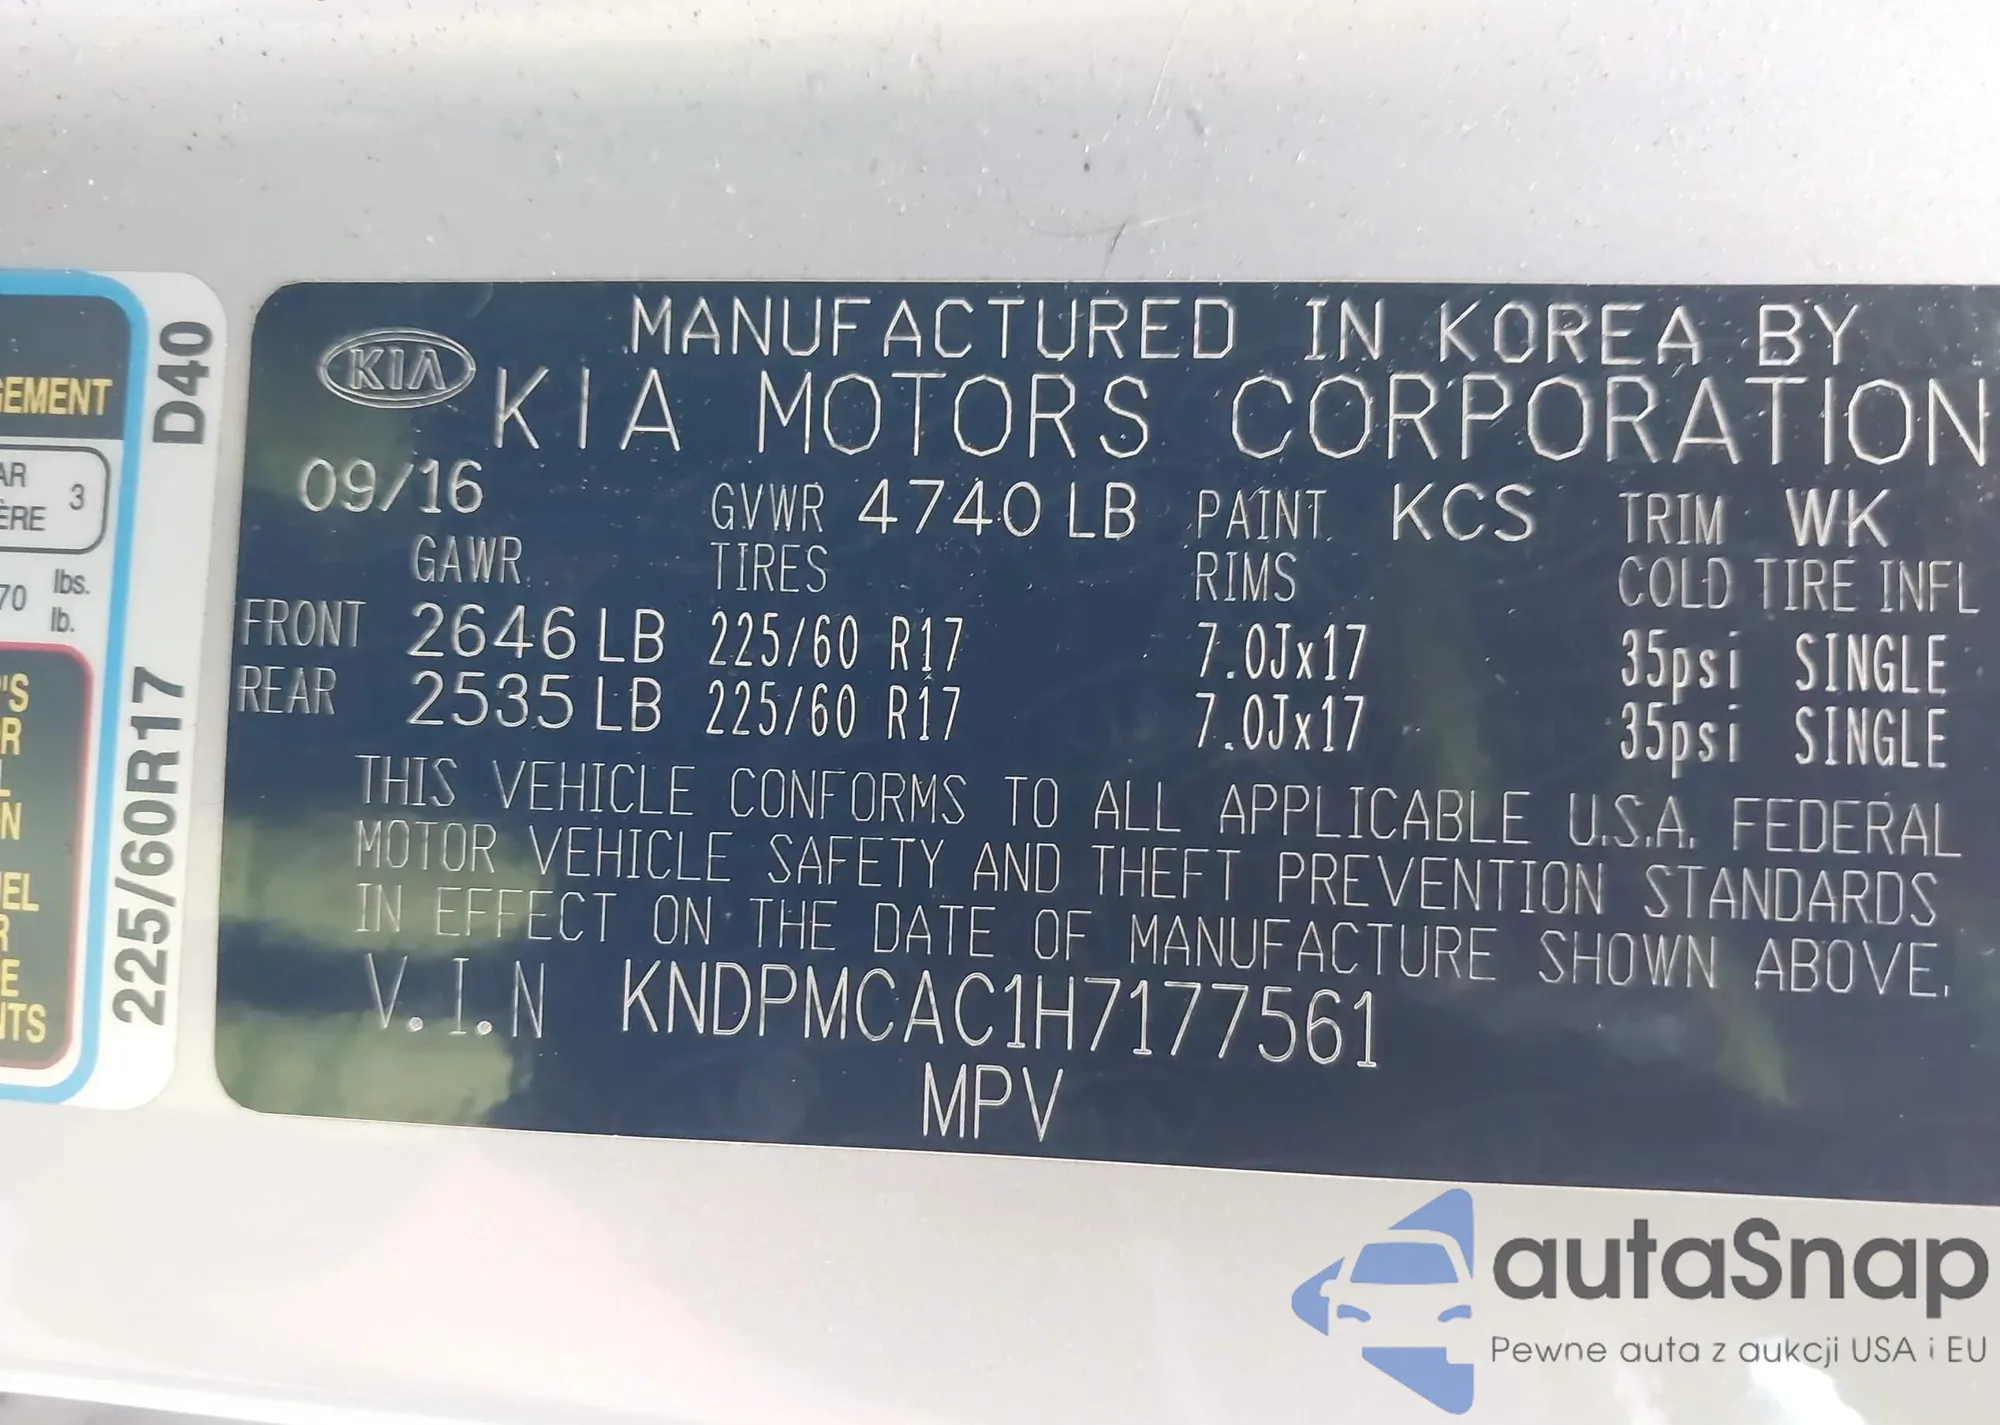 MANUFACTURED IN KOREA BY
KIA
KIA MOTORS CORPORATION
09/16 GVWR 4740 LB PAINT KCS TRIM WK
GAWR TIRES RIMS COLD TIRE INFL
FRONT 2646 LB 225/60 R17 7.0Jx17 35psi SINGLE
REAR 2535 LB 225/60 R17 7.0Jx17 35psi SINGLE
THIS VEHICLE CONFORMS TO ALL APPLICABLE U.S.A. FEDERAL
MOTOR VEHICLE SAFETY AND THEFT PREVENTION STANDARDS
IN EFFECT ON THE DATE OF MANUFACTURE SHOWN ABOVE.
V.I.N KNDPMCAC1H7177561
MPV
D40
225/60R17
3
lbs.
lb.
autaSnap
Pewne auta z aukcji USA i EU